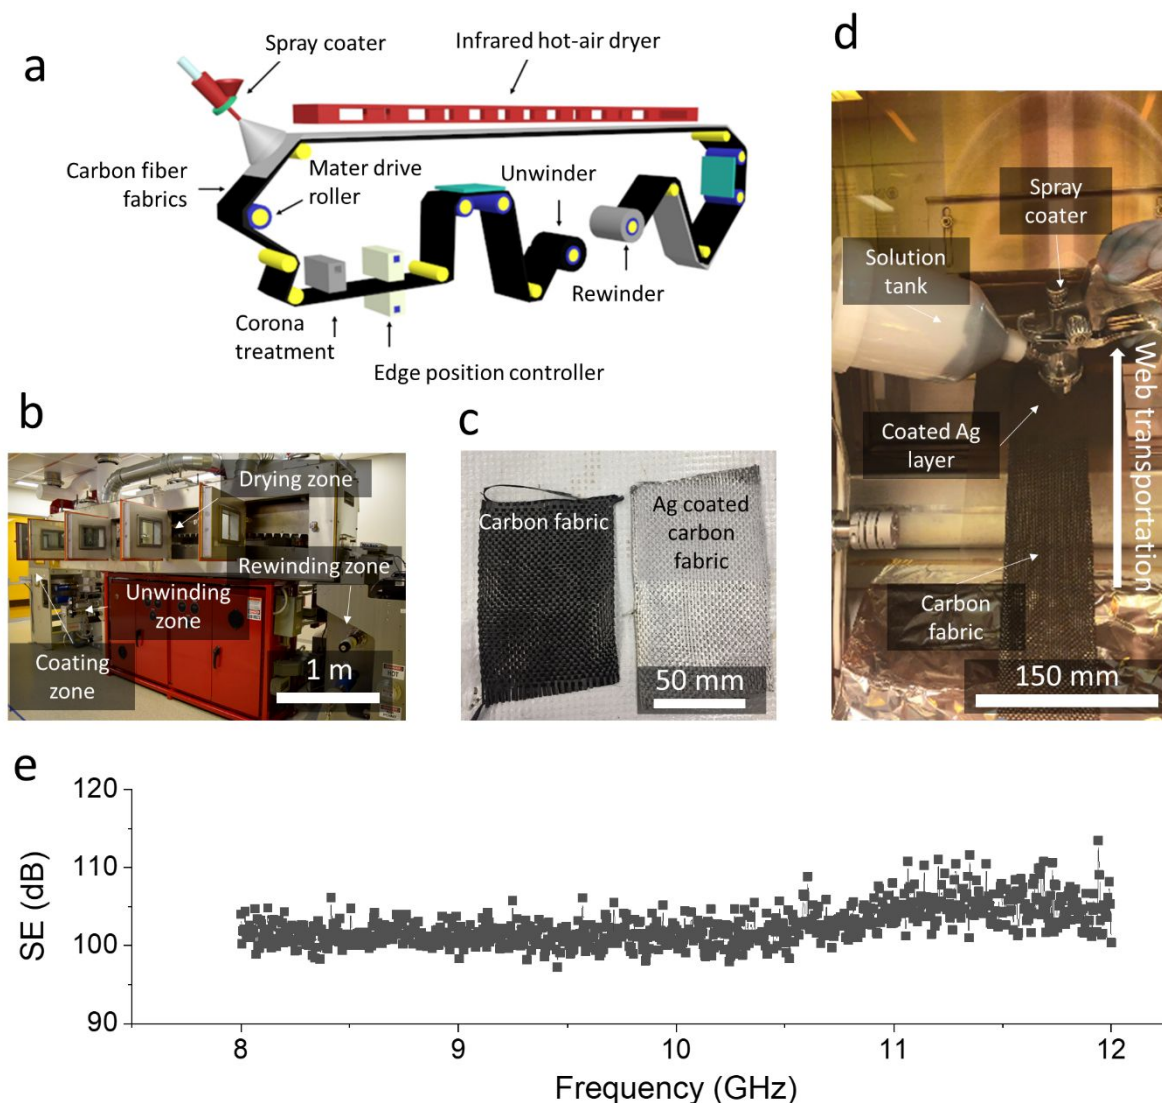 a
Spray coater
Infrared hot-air dryer
Carbon fiber
fabrics
Mater drive
roller
Unwinder
Rewinder
Corona
treatment
Edge position controller
b
Drying zone
Rewinding zone
Unwinding
zone
Coating
zone
1 m
c
Carbon fabric
Ag coated
carbon
fabric
50 mm
d
Spray
coater
Solution
tank
Coated Ag
layer
Web transportation
Carbon
fabric
150 mm
e
SE (dB)
120
110
100
90
8
9
10
11
12
Frequency (GHz)